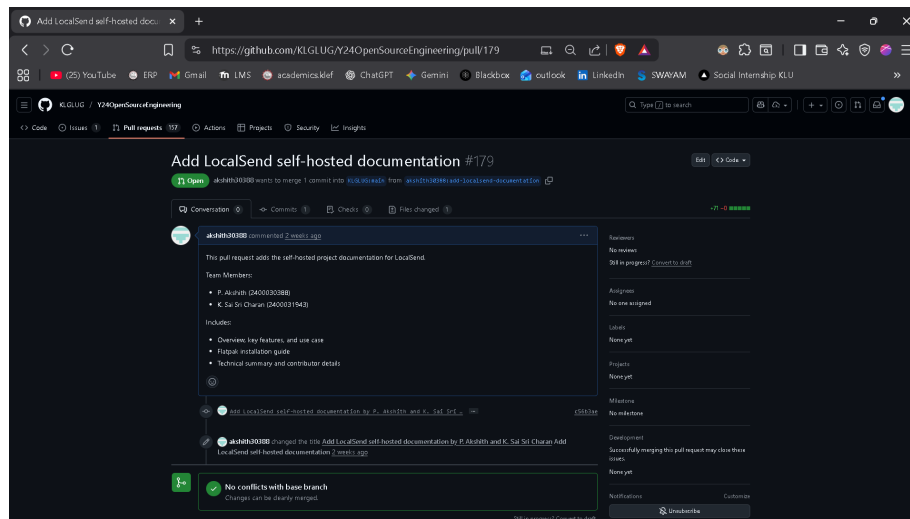 Add LocalSend self-hosted docu
https://github.com/KLGLUG/Y24OpenSourceEngineering/pull/179
(25) YouTube ERP Gmail LMS academics.klef ChatGPT Gemini Blackbox outlook LinkedIn SWAYAM Social Internship KLU »
KLGLUG / Y24OpenSourceEngineering
Type / to search
Code Issues 1 Pull requests 157 Actions Projects Security Insights
Add LocalSend self-hosted documentation #179
Edit Code
Open akshith30388 wants to merge 1 commit into KLGLUG:main from akshith30388:add-localsend-documentation
Conversation 0 Commits 1 Checks 0 Files changed 1
+71 −0
akshith30388 commented 2 weeks ago
This pull request adds the self-hosted project documentation for LocalSend.
Team Members:
• P. Akshith (2400030388)
• K. Sai Sri Charan (2400031943)
Includes:
• Overview, key features, and use case
• Flatpak installation guide
• Technical summary and contributor details
Add LocalSend self-hosted documentation by P. Akshith and K. Sai Sri …
c56b3ae
akshith30388 changed the title Add LocalSend self-hosted documentation by P. Akshith and K. Sai Sri Charan Add
LocalSend self-hosted documentation 2 weeks ago
No conflicts with base branch
Changes can be cleanly merged.
Still in progress? Convert to draft
Reviewers
No reviews
Still in progress? Convert to draft
Assignees
No one assigned
Labels
None yet
Projects
None yet
Milestone
No milestone
Development
Successfully merging this pull request may close these
issues.
None yet
Notifications Customize
Unsubscribe